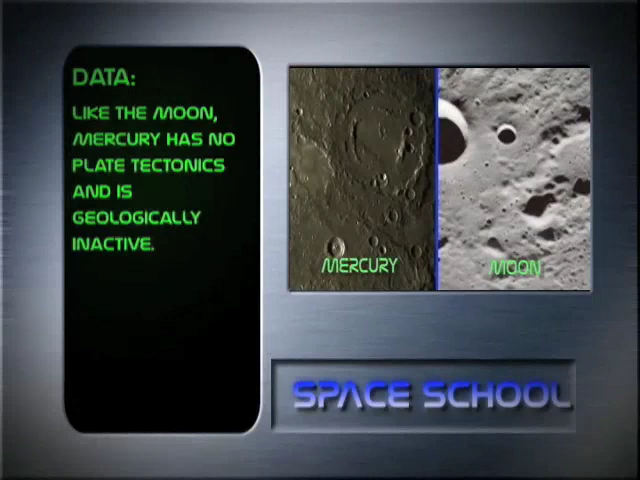 DATA:
LIKE THE MOON,
MERCURY HAS NO
PLATE TECTONICS
AND IS
GEOLOGICALLY
INACTIVE.
MERCURY
MOON
SPACE SCHOOL